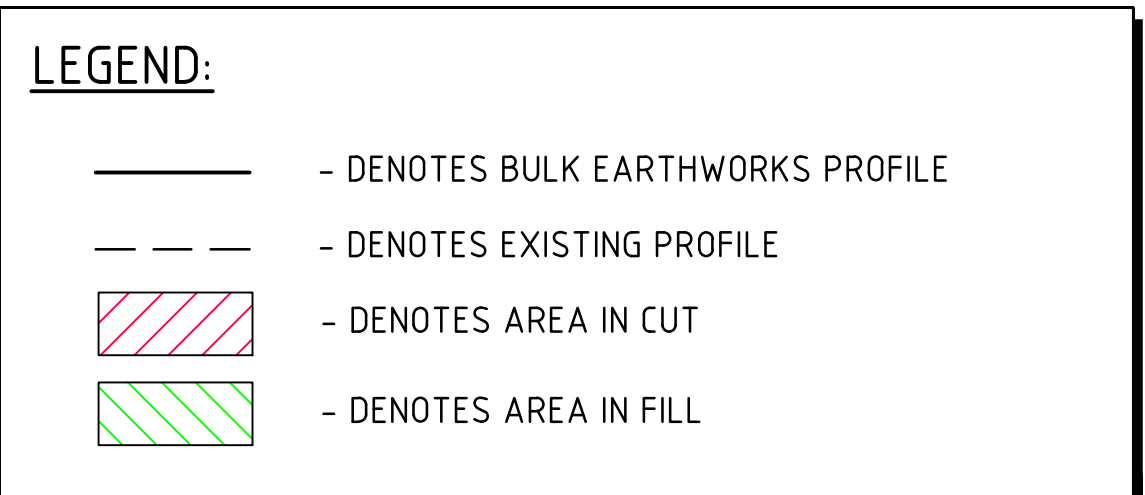 LEGEND:
- DENOTES BULK EARTHWORKS PROFILE
- DENOTES EXISTING PROFILE
- DENOTES AREA IN CUT
- DENOTES AREA IN FILL